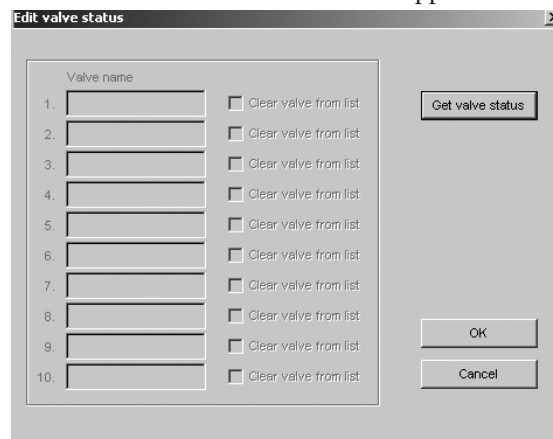 Edit valve status
Valve name
1. Clear valve from list
Get valve status
2. Clear valve from list
3. Clear valve from list
4. Clear valve from list
5. Clear valve from list
6. Clear valve from list
7. Clear valve from list
8. Clear valve from list
OK
9. Clear valve from list
10. Clear valve from list
Cancel